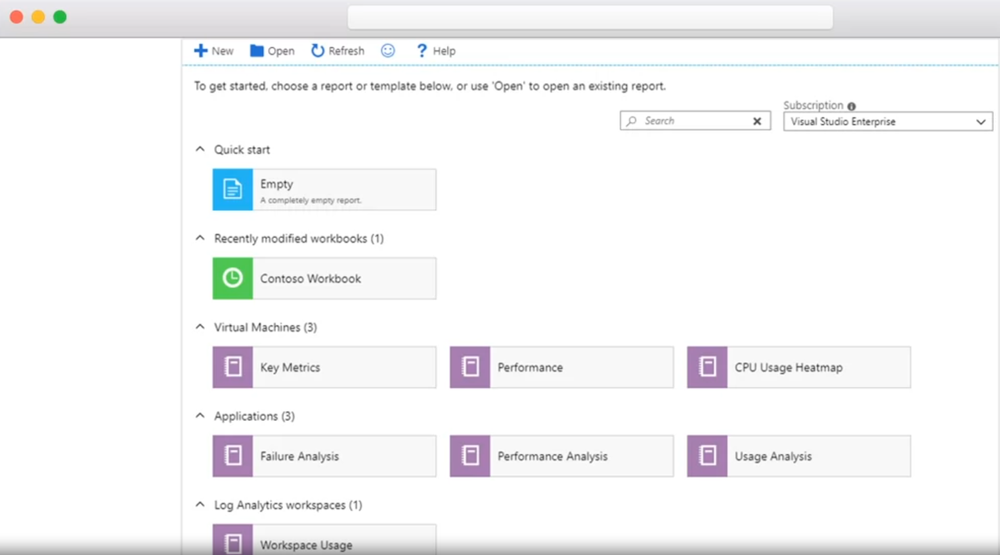 New Open Refresh ? Help
To get started, choose a report or template below, or use 'Open' to open an existing report.
Subscription
Search
Visual Studio Enterprise
Quick start
Empty
A completely empty report.
Recently modified workbooks (1)
Contoso Workbook
Virtual Machines (3)
Key Metrics Performance CPU Usage Heatmap
Applications (3)
Failure Analysis Performance Analysis Usage Analysis
Log Analytics workspaces (1)
Workspace Usage